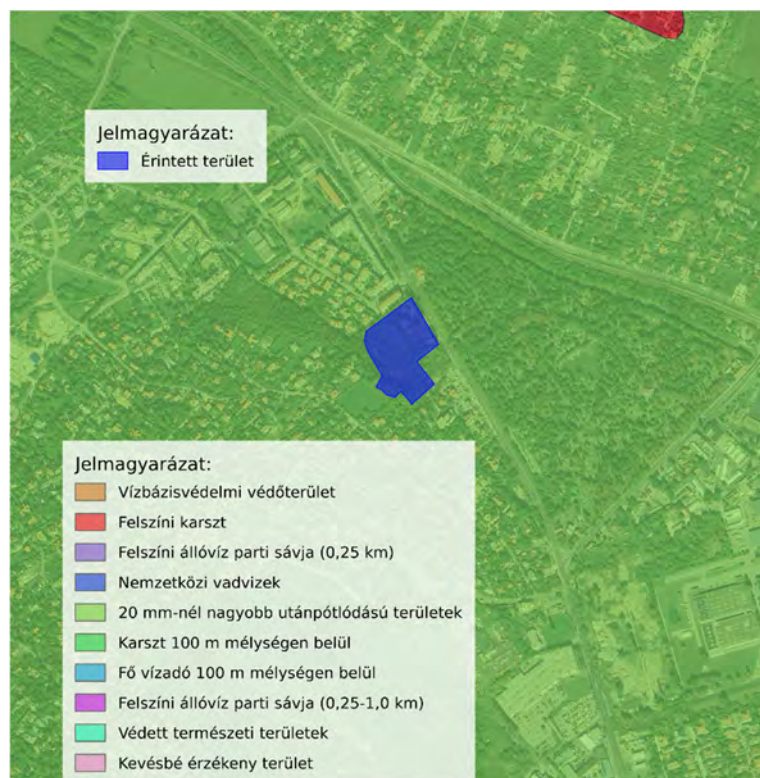 Jelmagyarázat:
Érintett terület
Jelmagyarázat:
Vízbázisvédelmi védőterület
Felszíni karszt
Felszíni állóvíz parti sávja (0,25 km)
Nemzetközi vadvizek
20 mm-nél nagyobb utánpótlódású területek
Karszt 100 m mélységen belül
Fő vízadó 100 m mélységen belül
Felszíni állóvíz parti sávja (0,25-1,0 km)
Védett természeti területek
Kevésbé érzékeny terület